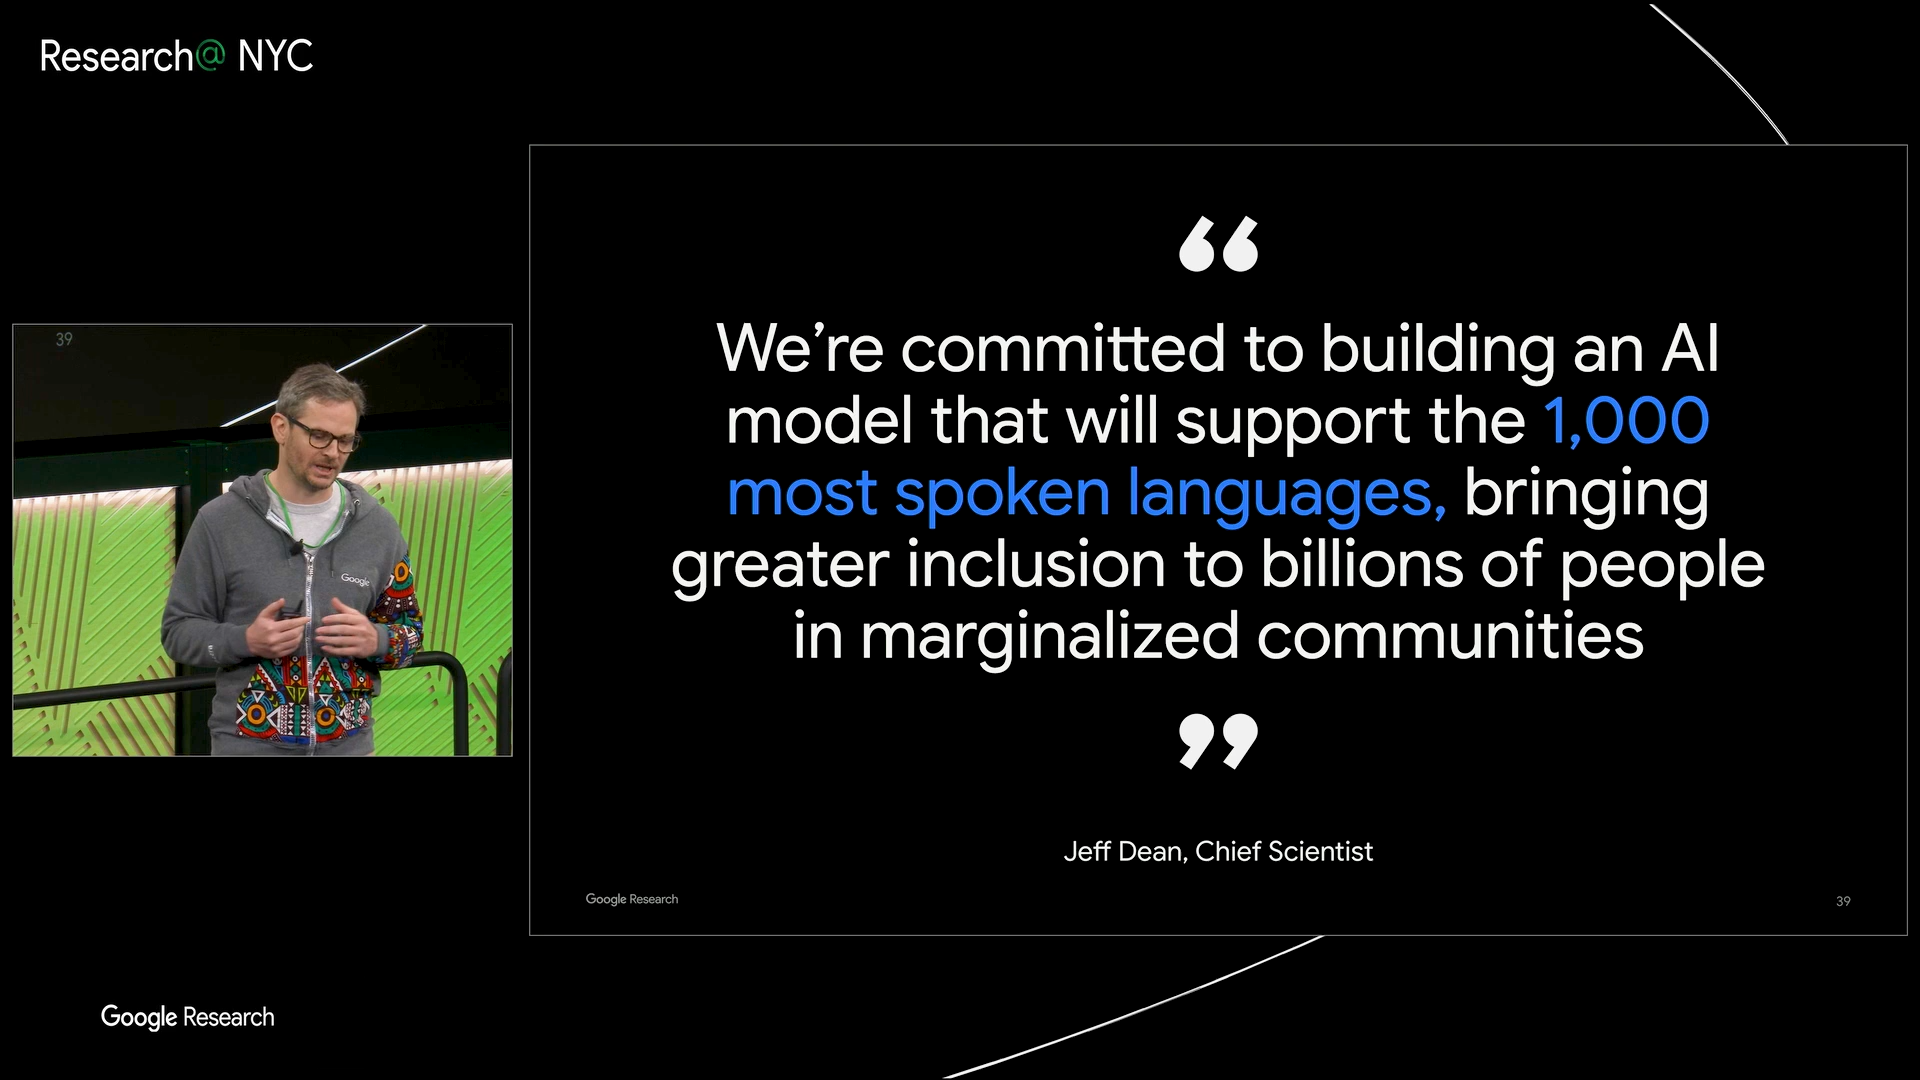 Research@ NYC
39
Google
“
We’re committed to building an AI
model that will support the 1,000
most spoken languages, bringing
greater inclusion to billions of people
in marginalized communities
”
Jeff Dean, Chief Scientist
Google Research
39
Google Research